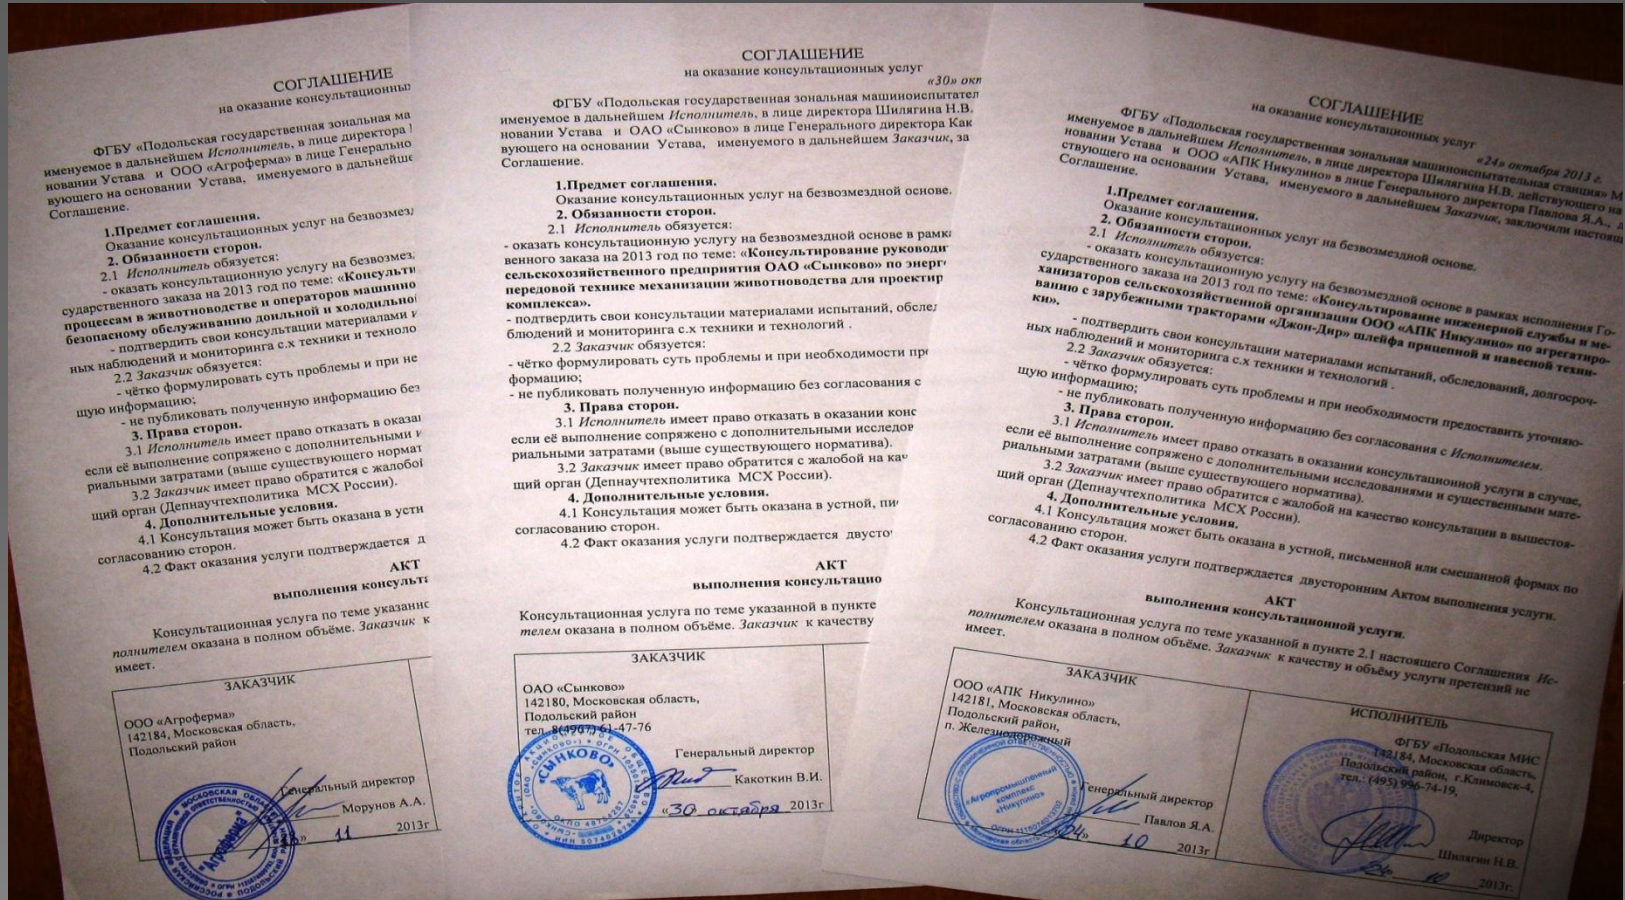 СОГЛАШЕНИЕ
на оказание консультационных
ФГБУ «Подольская государственная зональная ма
именуемое в дальнейшем Исполнитель, в лице директора
новании Устава и ООО «Агроферма» в лице Генерально
вующего на основании Устава, именуемого в дальнейше
Соглашение.
1.Предмет соглашения.
Оказание консультационных услуг на безвозмез
2. Обязанности сторон.
2.1 Исполнитель обязуется:
- оказать консультационную услугу на безвозмез
сударственного заказа на 2013 год по теме: «Консульти
процессам в животноводстве и операторов машинно
безопасному обслуживанию доильной и холодильно
- подтвердить свои консультации материалами и
ных наблюдений и мониторинга с.х техники и техноло
2.2 Заказчик обязуется:
- чётко формулировать суть проблемы и при не
щую информацию;
- не публиковать полученную информацию без
3. Права сторон.
3.1 Исполнитель имеет право отказать в оказа
если её выполнение сопряжено с дополнительными и
риальными затратами (выше существующего нормат
3.2 Заказчик имеет право обратится с жалобо
щий орган (Депнаучтехполитика МСХ России).
4. Дополнительные условия.
4.1 Консультация может быть оказана в устн
согласованию сторон.
4.2 Факт оказания услуги подтверждается д
АКТ
выполнения консульта
Консультационная услуга по теме указанно
полнителем оказана в полном объёме. Заказчик к
имеет.
ЗАКАЗЧИК
ООО «Агроферма»
142184, Московская область,
Подольский район
Генеральный директор
Морунов А.А.
11 2013г
«Агроферма»
СОГЛАШЕНИЕ
на оказание консультационных услуг
«30» окт
ФГБУ «Подольская государственная зональная машиноиспытател
именуемое в дальнейшем Исполнитель, в лице директора Шилягина Н.В.
новании Устава и ОАО «Сынково» в лице Генерального директора Как
вующего на основании Устава, именуемого в дальнейшем Заказчик, за
Соглашение.
1.Предмет соглашения.
Оказание консультационных услуг на безвозмездной основе.
2. Обязанности сторон.
2.1 Исполнитель обязуется:
- оказать консультационную услугу на безвозмездной основе в рамка
венного заказа на 2013 год по теме: «Консультирование руководи
сельскохозяйственного предприятия ОАО «Сынково» по энерг
передовой технике механизации животноводства для проектир
комплекса».
- подтвердить свои консультации материалами испытаний, обслед
блюдений и мониторинга с.х техники и технологий .
2.2 Заказчик обязуется:
- чётко формулировать суть проблемы и при необходимости пре
формацию;
- не публиковать полученную информацию без согласования с
3. Права сторон.
3.1 Исполнитель имеет право отказать в оказании конс
если её выполнение сопряжено с дополнительными исследов
риальными затратами (выше существующего норматива).
3.2 Заказчик имеет право обратится с жалобой на кач
щий орган (Депнаучтехполитика МСХ России).
4. Дополнительные условия.
4.1 Консультация может быть оказана в устной, пи
согласованию сторон.
4.2 Факт оказания услуги подтверждается двусто
АКТ
выполнения консультацио
Консультационная услуга по теме указанной в пункте
телем оказана в полном объёме. Заказчик к качеству
ЗАКАЗЧИК
ОАО «Сынково»
142180, Московская область,
Подольский район
тел. 8(4967) 61-47-76
Генеральный директор
Какоткин В.И.
«30 октября 2013г
«СЫНКОВО»
СОГЛАШЕНИЕ
на оказание консультационных услуг
«24» октября 2013 г.
ФГБУ «Подольская государственная зональная машиноиспытательная станция» М
именуемое в дальнейшем Исполнитель, в лице директора Шилягина Н.В. действующего на
новании Устава и ООО «АПК Никулино» в лице Генерального директора Павлова Я.А., д
ствующего на основании Устава, именуемого в дальнейшем Заказчик, заключили настоящ
Соглашение.
1.Предмет соглашения.
Оказание консультационных услуг на безвозмездной основе.
2. Обязанности сторон.
2.1 Исполнитель обязуется:
- оказать консультационную услугу на безвозмездной основе в рамках исполнения Го-
сударственного заказа на 2013 год по теме: «Консультирование инженерной службы и ме-
ханизаторов сельскохозяйственной организации ООО «АПК Никулино» по агрегатиро-
ванию с зарубежными тракторами «Джон-Дир» шлейфа прицепной и навесной техни-
ки».
- подтвердить свои консультации материалами испытаний, обследований, долгосроч-
ных наблюдений и мониторинга с.х техники и технологий .
2.2 Заказчик обязуется:
- чётко формулировать суть проблемы и при необходимости предоставить уточняю-
щую информацию;
- не публиковать полученную информацию без согласования с Исполнителем.
3. Права сторон.
3.1 Исполнитель имеет право отказать в оказании консультационной услуги в случае,
если её выполнение сопряжено с дополнительными исследованиями и существенными мате-
риальными затратами (выше существующего норматива).
3.2 Заказчик имеет право обратится с жалобой на качество консультации в вышестоя-
щий орган (Депнаучтехполитика МСХ России).
4. Дополнительные условия.
4.1 Консультация может быть оказана в устной, письменной или смешанной формах по
согласованию сторон.
4.2 Факт оказания услуги подтверждается двусторонним Актом выполнения услуги.
АКТ
выполнения консультационной услуги.
Консультационная услуга по теме указанной в пункте 2.1 настоящего Соглашения Ис-
полнителем оказана в полном объёме. Заказчик к качеству и объёму услуги претензий не
имеет.
ЗАКАЗЧИК
ООО «АПК Никулино»
142181, Московская область,
Подольский район,
п. Железнодорожный
Генеральный директор
Павлов Я.А.
«24» 10 2013г
«Агропромышленный
комплекс
«Никулино»
ИСПОЛНИТЕЛЬ
ФГБУ «Подольская МИС
142184, Московская область,
Подольский район, г.Климовск-4,
тел.: (495) 996-74-19,
Директор
Шилягин Н.В.
24 10 2013г.